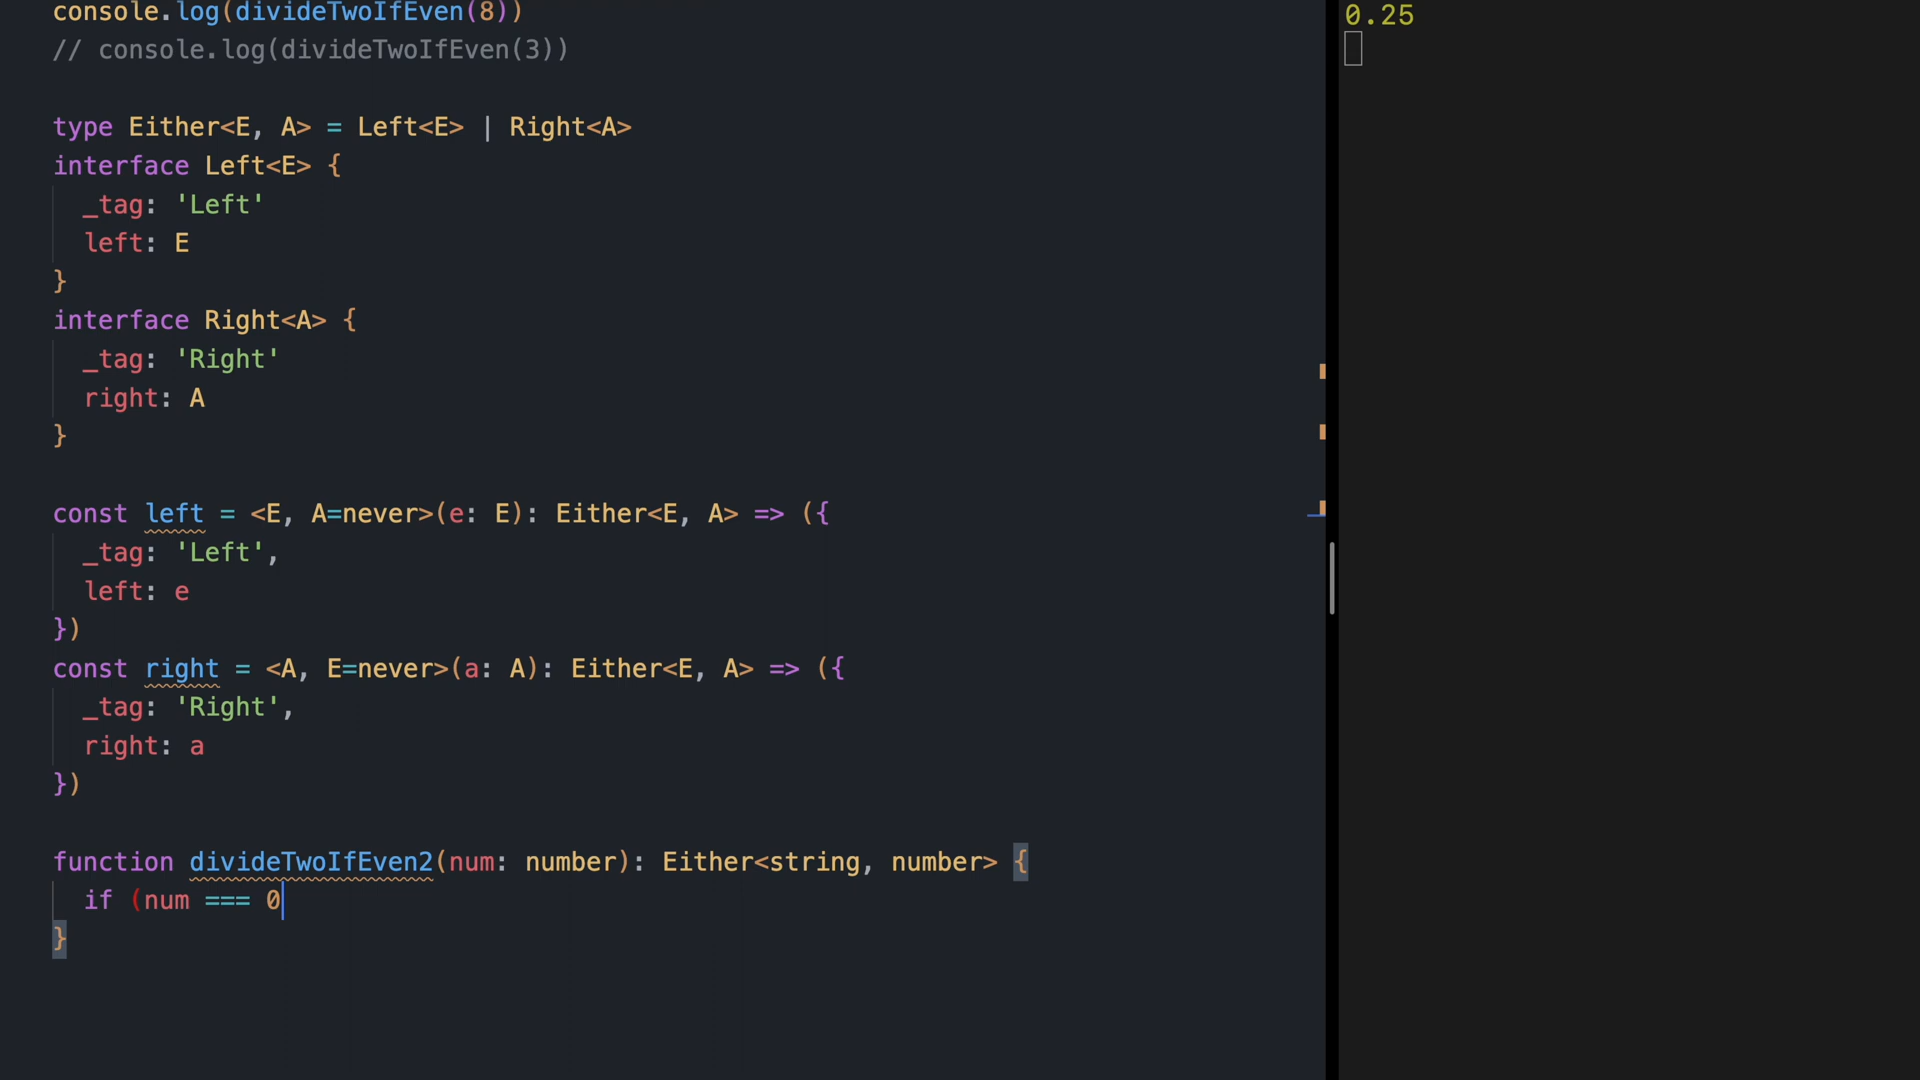 console.log(divideTwoIfEven(8))
// console.log(divideTwoIfEven(3))
type Either<E, A> = Left<E> | Right<A>
interface Left<E> {
_tag: 'Left'
left: E
}
interface Right<A> {
_tag: 'Right'
right: A
}
const left = <E, A=never>(e: E): Either<E, A> => ({
_tag: 'Left',
left: e
})
const right = <A, E=never>(a: A): Either<E, A> => ({
_tag: 'Right',
right: a
})
function divideTwoIfEven2(num: number): Either<string, number> {
if (num === 0
}
0.25